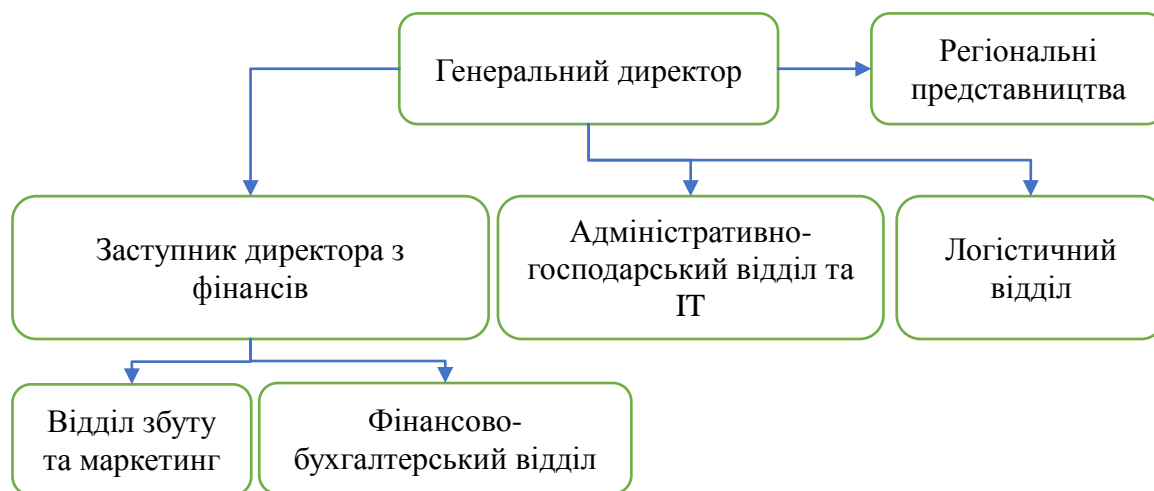 Генеральний директор
Регіональні
представництва
Заступник директора з
фінансів
Адміністративно-
господарський відділ та
ІТ
Логістичний
відділ
Відділ збуту
та маркетинг
Фінансово-
бухгалтерський відділ